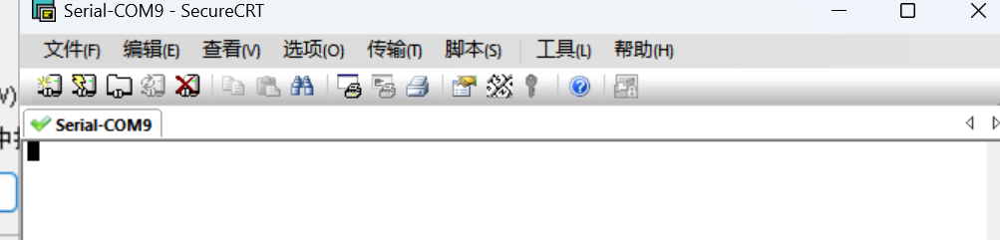 Serial-COM9 - SecureCRT
文件(F) 编辑(E) 查看(V) 选项(O) 传输(T) 脚本(S) 工具(L) 帮助(H)
V)
Serial-COM9
中